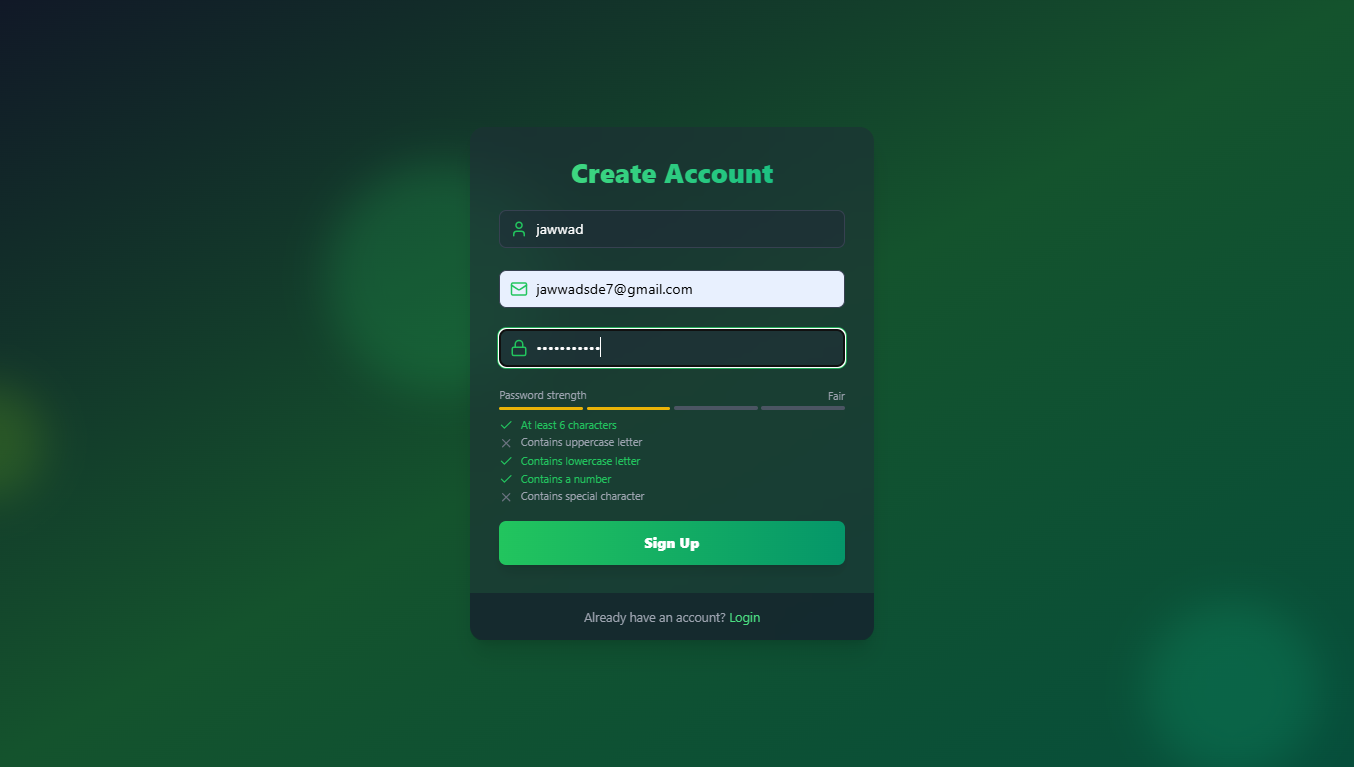 Create Account
jawwad
jawwadsde7@gmail.com
•••••••••••
Password strength Fair
At least 6 characters
Contains uppercase letter
Contains lowercase letter
Contains a number
Contains special character
Sign Up
Already have an account? Login